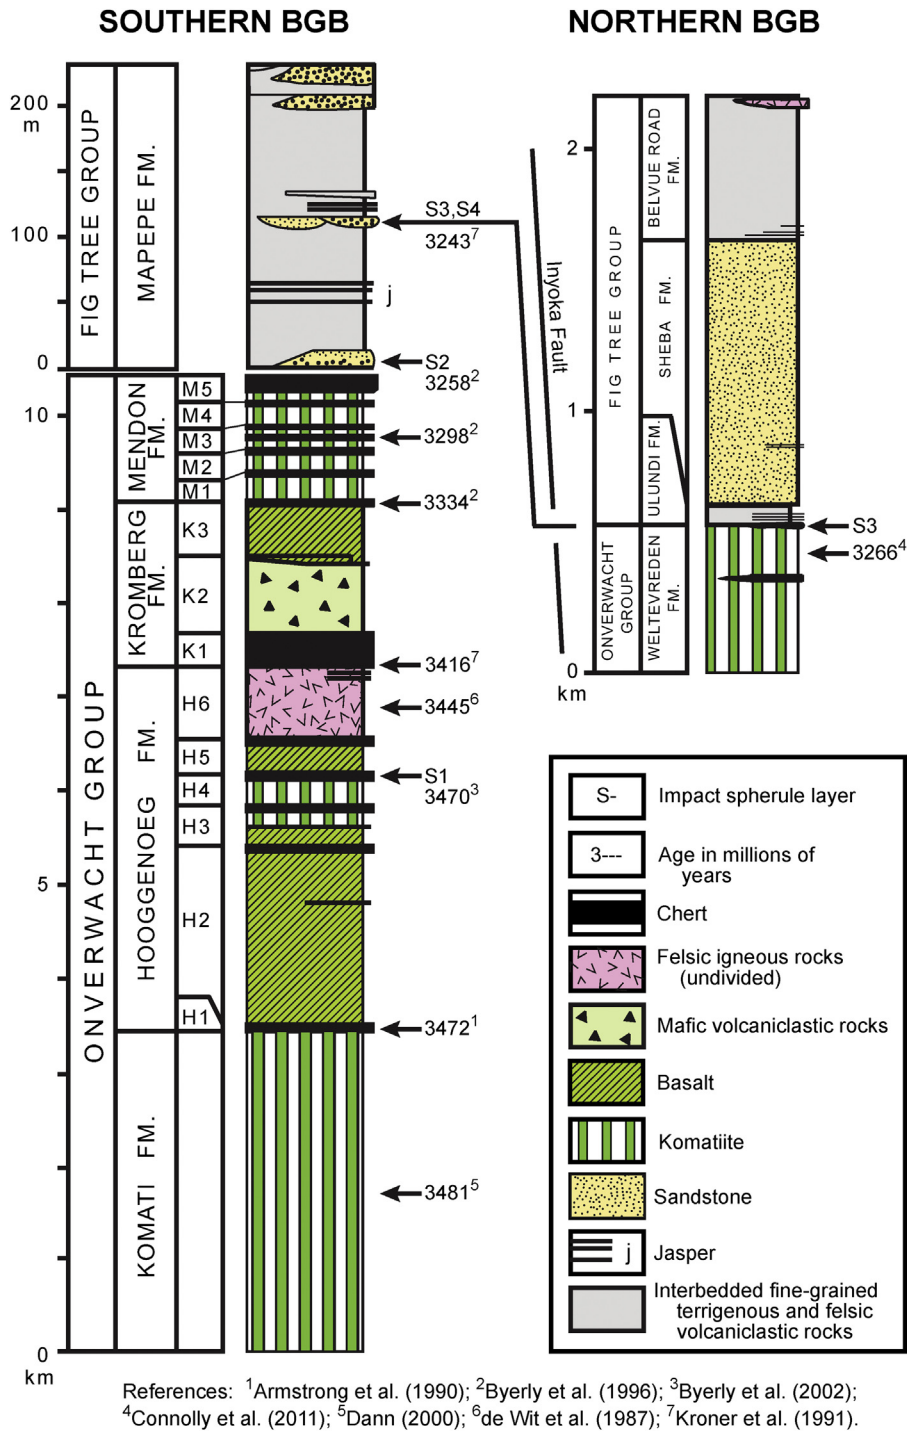 SOUTHERN BGB
NORTHERN BGB
200
m
100
0
FIG TREE GROUP
MAPEPE FM.
S3,S4
3243⁷
j
S2
3258²
10
5
0
km
ONVERWACHT GROUP
MENDON
FM.
M5
M4
M3
M2
M1
3298²
3334²
KROMBERG
FM.
K3
K2
K1
3416⁷
HOOGGENOEG FM.
H6
H5
H4
H3
H2
H1
3445⁶
S1
3470³
3472¹
KOMATI FM.
3481⁵
Inyoka Fault
2
1
0
km
FIG TREE GROUP
BELVUE ROAD
FM.
SHEBA FM.
ULUNDI FM.
ONVERWACHT
GROUP
WELTEVREDEN
FM.
S3
3266⁴
S-
Impact spherule layer
3---
Age in millions of
years
Chert
Felsic igneous rocks
(undivided)
Mafic volcaniclastic rocks
Basalt
Komatiite
Sandstone
j
Jasper
Interbedded fine-grained
terrigenous and felsic
volcaniclastic rocks
References: ¹Armstrong et al. (1990); ²Byerly et al. (1996); ³Byerly et al. (2002);
⁴Connolly et al. (2011); ⁵Dann (2000); ⁶de Wit et al. (1987); ⁷Kroner et al. (1991).